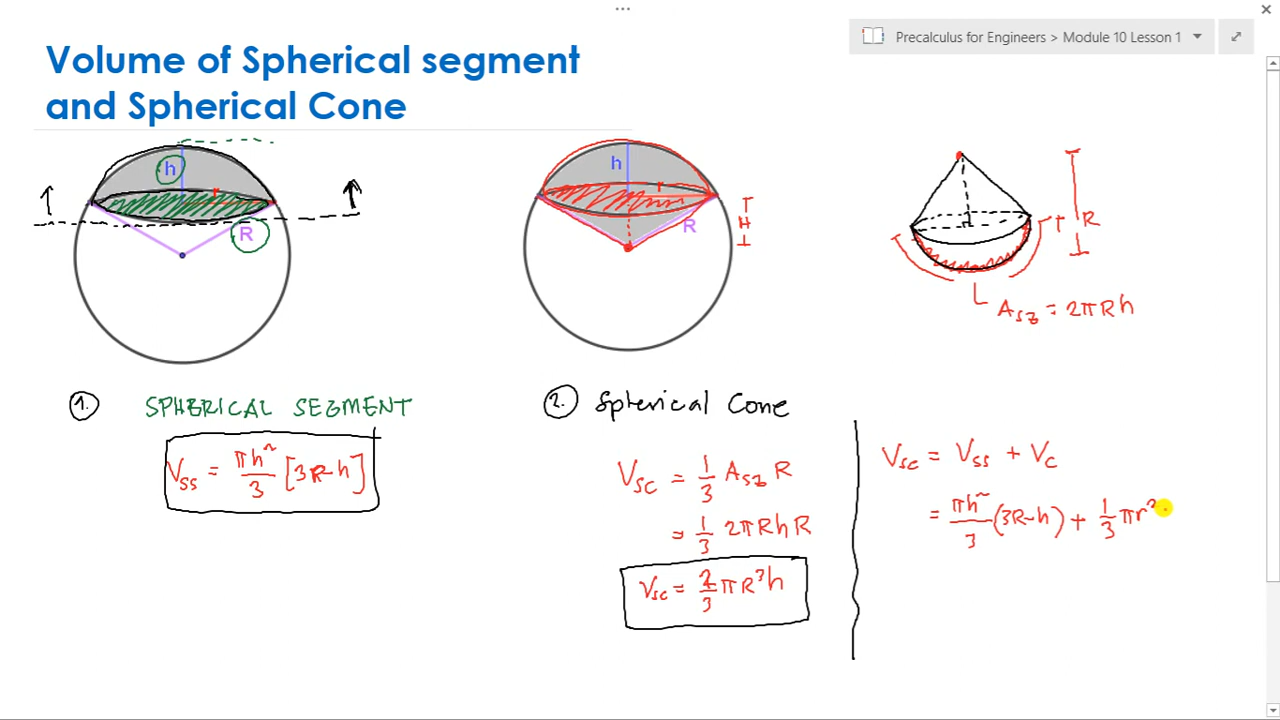 Precalculus for Engineers > Module 10 Lesson 1
Volume of Spherical segment
and Spherical Cone
h
r
R
h
r
R
H
r
R
A_SZ = 2πRh
1. SPHERICAL SEGMENT
V_SS = πh²/3 [3R-h]
2. Spherical Cone
V_SC = 1/3 A_SZ R
= 1/3 2πRhR
V_SC = 2/3 πR²h
V_SC = V_SS + V_C
= πh²/3 (3R-h) + 1/3 πr²